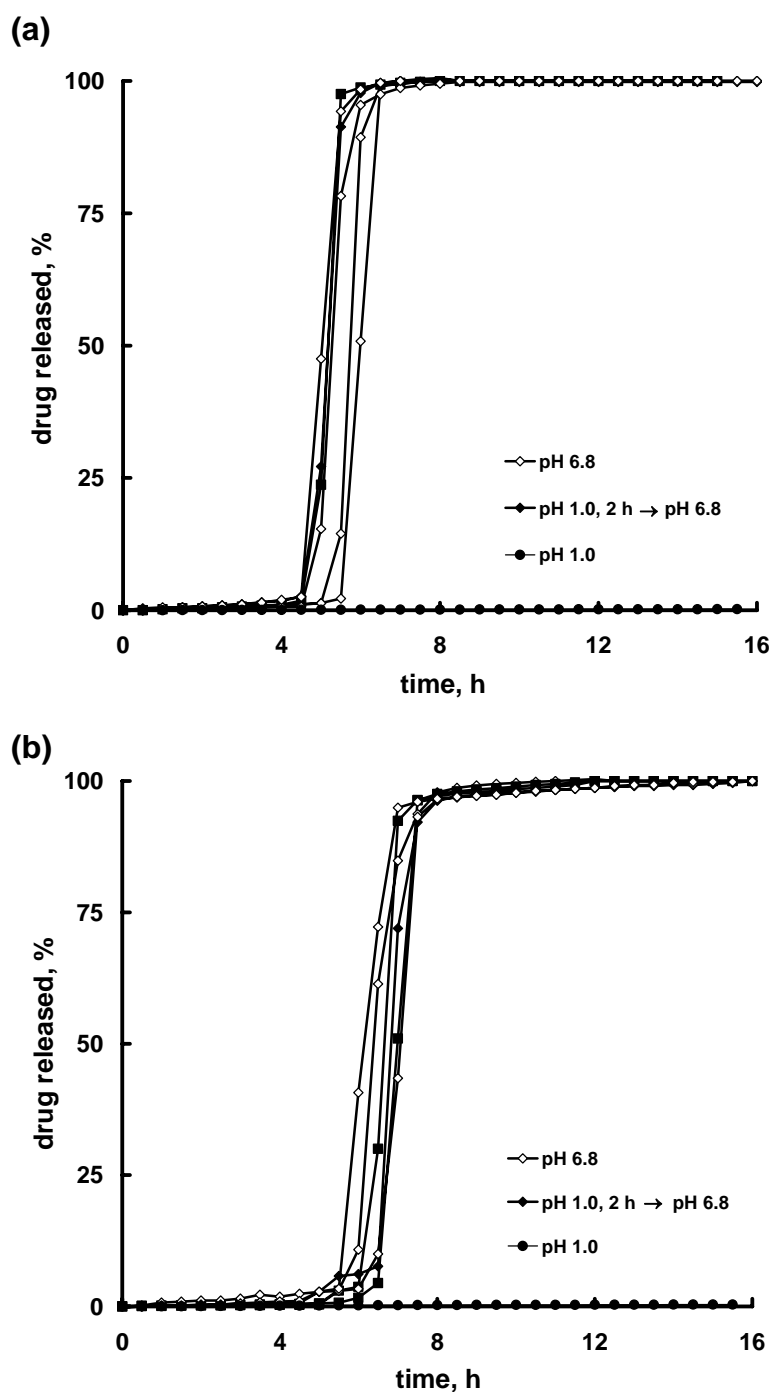 (a)
100
75
50
25
0
drug released, %
pH 6.8
pH 1.0, 2 h → pH 6.8
pH 1.0
0 4 8 12 16
time, h
(b)
100
75
50
25
0
drug released, %
pH 6.8
pH 1.0, 2 h → pH 6.8
pH 1.0
0 4 8 12 16
time, h